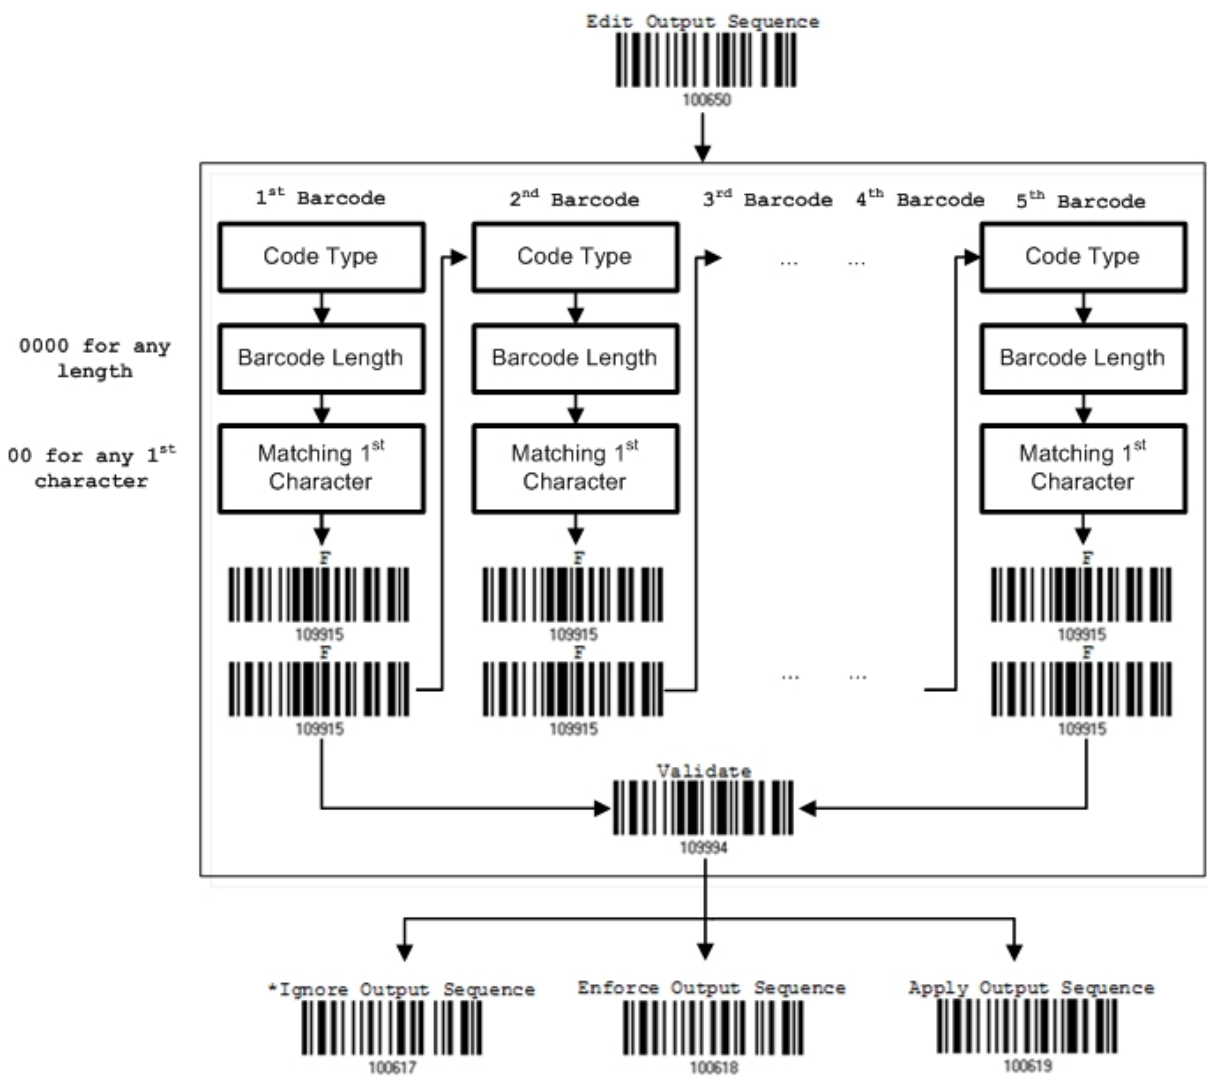 Edit Output Sequence
100650
1st Barcode 2nd Barcode 3rd Barcode 4th Barcode 5th Barcode
Code Type Code Type ... ... Code Type
0000 for any
length
Barcode Length Barcode Length Barcode Length
00 for any 1st
character
Matching 1st
Character
Matching 1st
Character
Matching 1st
Character
F F F
109915 109915 109915
F F F
... ...
109915 109915 109915
Validate
109994
*Ignore Output Sequence Enforce Output Sequence Apply Output Sequence
100617 100618 100619